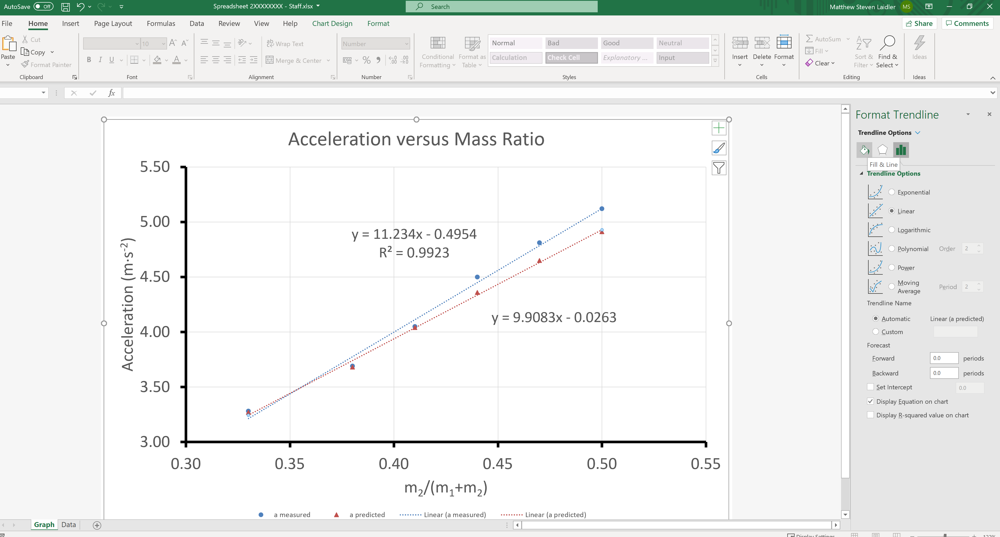 AutoSave Off Spreadsheet 2XXXXXXXX - Staff.xlsx Search Matthew Steven Laidler MS
File Home Insert Page Layout Formulas Data Review View Help Chart Design Format Share Comments
Cut
Copy
Paste
Format Painter
Clipboard
10
B I U
Font
Wrap Text
Merge & Center
Alignment
Number
Number
Conditional Formatting
Format as Table
Normal Bad Good Neutral
Calculation Check Cell Explanatory ... Input
Styles
Insert Delete Format
Cells
AutoSum
Fill
Clear
Sort & Filter
Find & Select
Editing
Ideas
Ideas
fx
Acceleration versus Mass Ratio
5.50
5.00
4.50
4.00
3.50
3.00
Acceleration (m·s⁻²)
y = 11.234x - 0.4954
R² = 0.9923
y = 9.9083x - 0.0263
0.30 0.35 0.40 0.45 0.50 0.55
m₂/(m₁+m₂)
a measured a predicted Linear (a measured) Linear (a predicted)
Format Trendline
Trendline Options
Fill & Line
Trendline Options
Exponential
Linear
Logarithmic
Polynomial Order 2
Power
Moving Average Period 2
Trendline Name
Automatic Linear (a predicted)
Custom
Forecast
Forward 0.0 periods
Backward 0.0 periods
Set Intercept 0.0
Display Equation on chart
Display R-squared value on chart
Graph Data
Display Settings